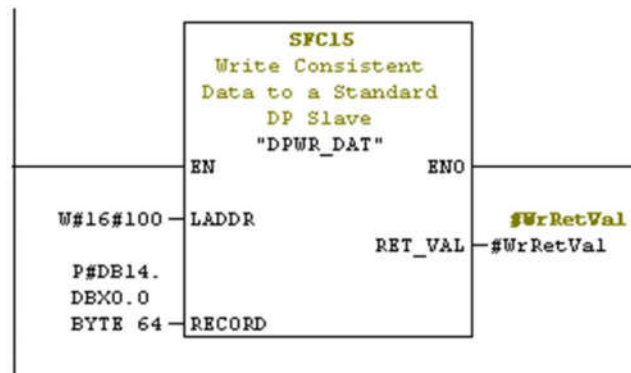 SFC15
Write Consistent
Data to a Standard
DP Slave
"DPWR_DAT"
EN ENO
W#16#100 LADDR
#WrRetVal
RET_VAL #WrRetVal
P#DB14.
DBX0.0
BYTE 64 RECORD